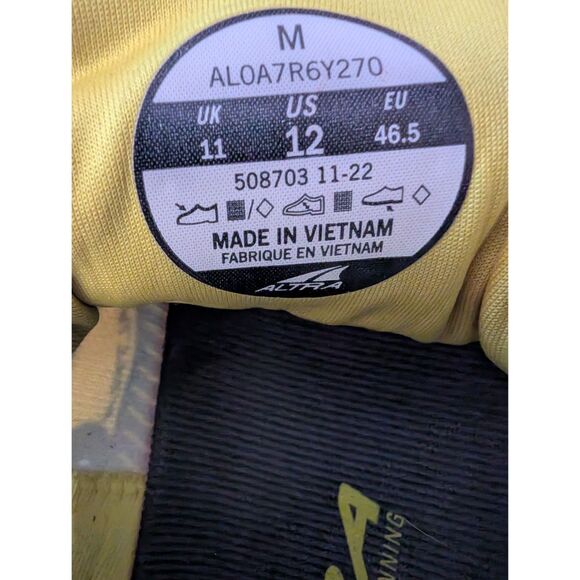 M
AL0A7R6Y270
UK US EU
11 12 46.5
508703 11-22
/
MADE IN VIETNAM
FABRIQUE EN VIETNAM
ALTRA